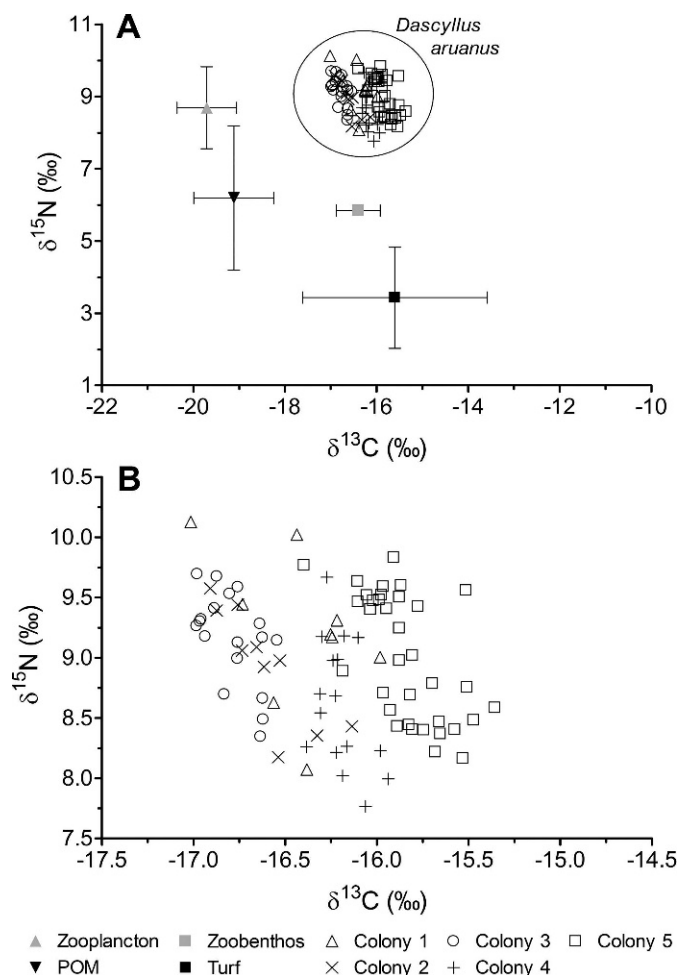 A
Dascyllus
aruanus
11
9
7
5
3
1
δ¹⁵N (‰)
-22 -20 -18 -16 -14 -12 -10
δ¹³C (‰)
B
10.5
10.0
9.5
9.0
8.5
8.0
7.5
δ¹⁵N (‰)
-17.5 -17.0 -16.5 -16.0 -15.5 -15.0 -14.5
δ¹³C (‰)
Zooplancton Zoobenthos Colony 1 Colony 3 Colony 5
POM Turf Colony 2 Colony 4